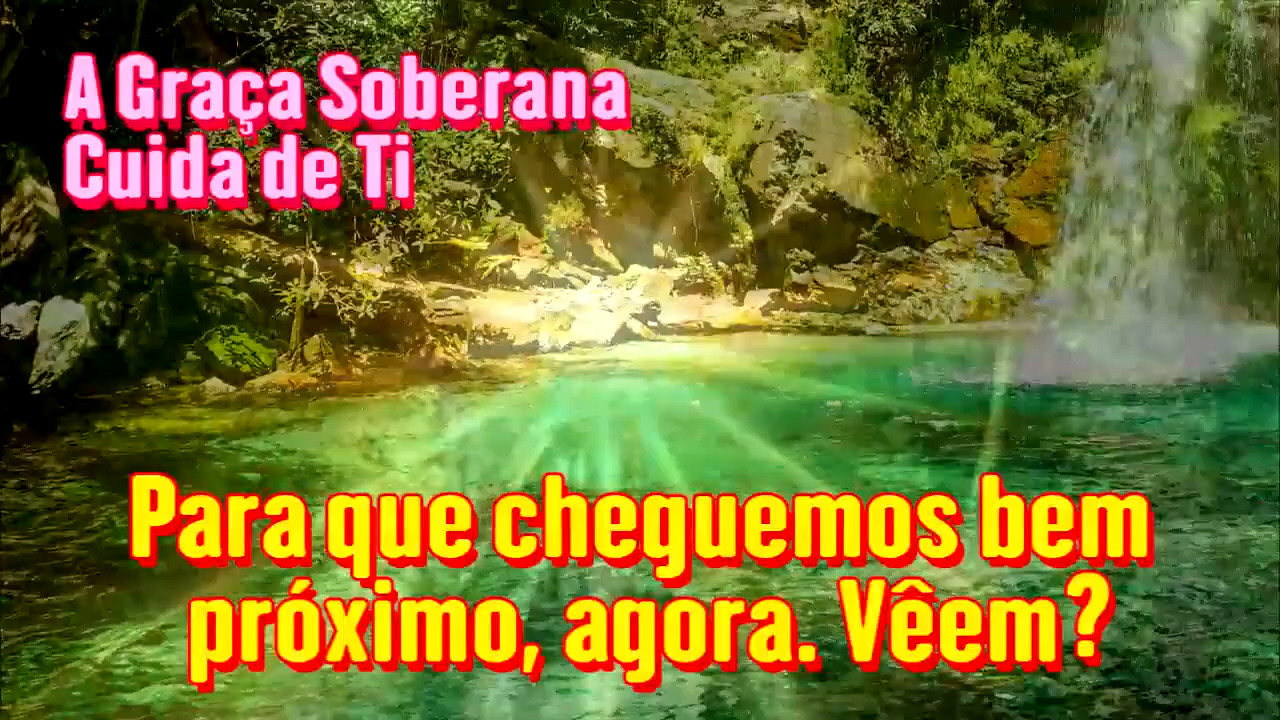 A Graça Soberana
Cuida de Ti
Para que cheguemos bem
próximo, agora. Vêem?